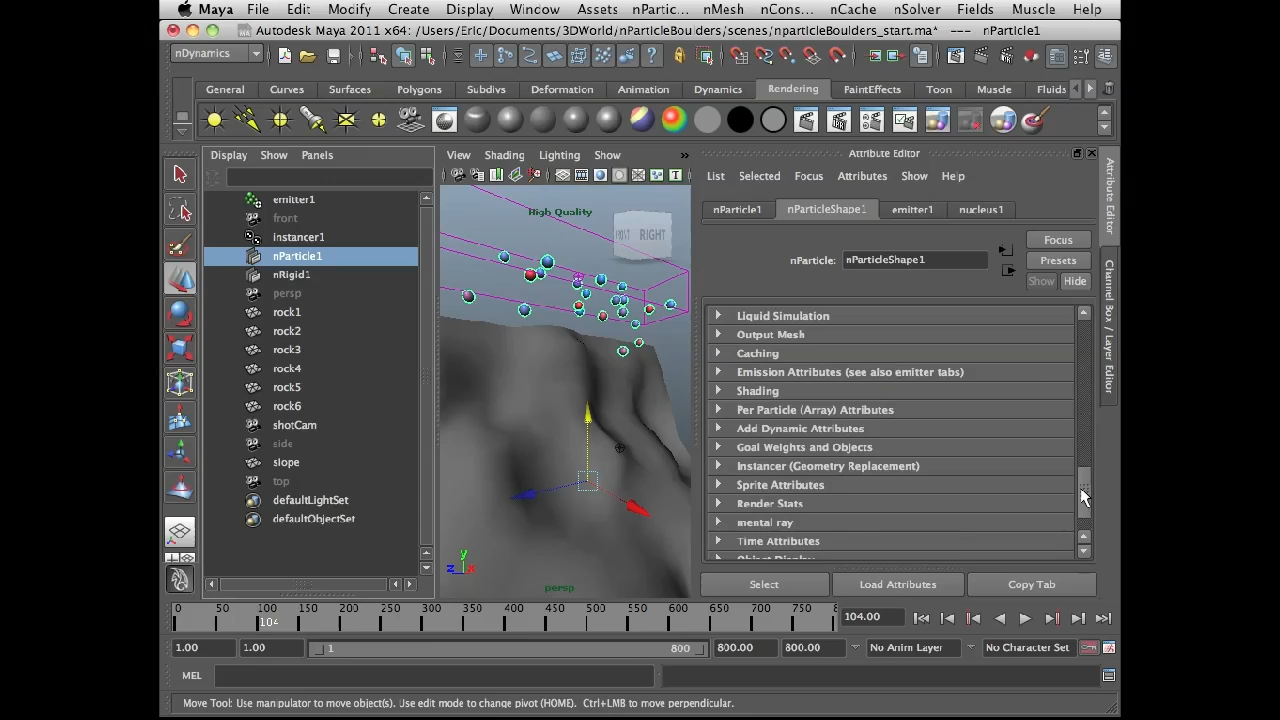 Maya File Edit Modify Create Display Window Assets nPartic... nMesh nCons... nCache nSolver Fields Muscle Help
Autodesk Maya 2011 x64: /Users/Eric/Documents/3DWorld/nParticleBoulders/scenes/nparticleBoulders_start.ma* --- nParticle1
nDynamics
General Curves Surfaces Polygons Subdivs Deformation Animation Dynamics Rendering PaintEffects Toon Muscle Fluids
Display Show Panels
View Shading Lighting Show »
Attribute Editor
List Selected Focus Attributes Show Help
nParticle1 nParticleShape1 emitter1 nucleus1
nParticle: nParticleShape1
Focus
Presets
Show Hide
emitter1
front
instancer1
nParticle1
nRigid1
persp
rock1
rock2
rock3
rock4
rock5
rock6
shotCam
side
slope
top
defaultLightSet
defaultObjectSet
High Quality
FRONT RIGHT
y
z x
persp
Liquid Simulation
Output Mesh
Caching
Emission Attributes (see also emitter tabs)
Shading
Per Particle (Array) Attributes
Add Dynamic Attributes
Goal Weights and Objects
Instancer (Geometry Replacement)
Sprite Attributes
Render Stats
mental ray
Time Attributes
Object Display
Select Load Attributes Copy Tab
Attribute Editor
Channel Box / Layer Editor
0 50 100 150 200 250 300 350 400 450 500 550 600 650 700 750 8
104
104.00
1.00 1.00 1 800 800.00 800.00 No Anim Layer No Character Set
MEL
Move Tool: Use manipulator to move object(s). Use edit mode to change pivot (HOME). Ctrl+LMB to move perpendicular.